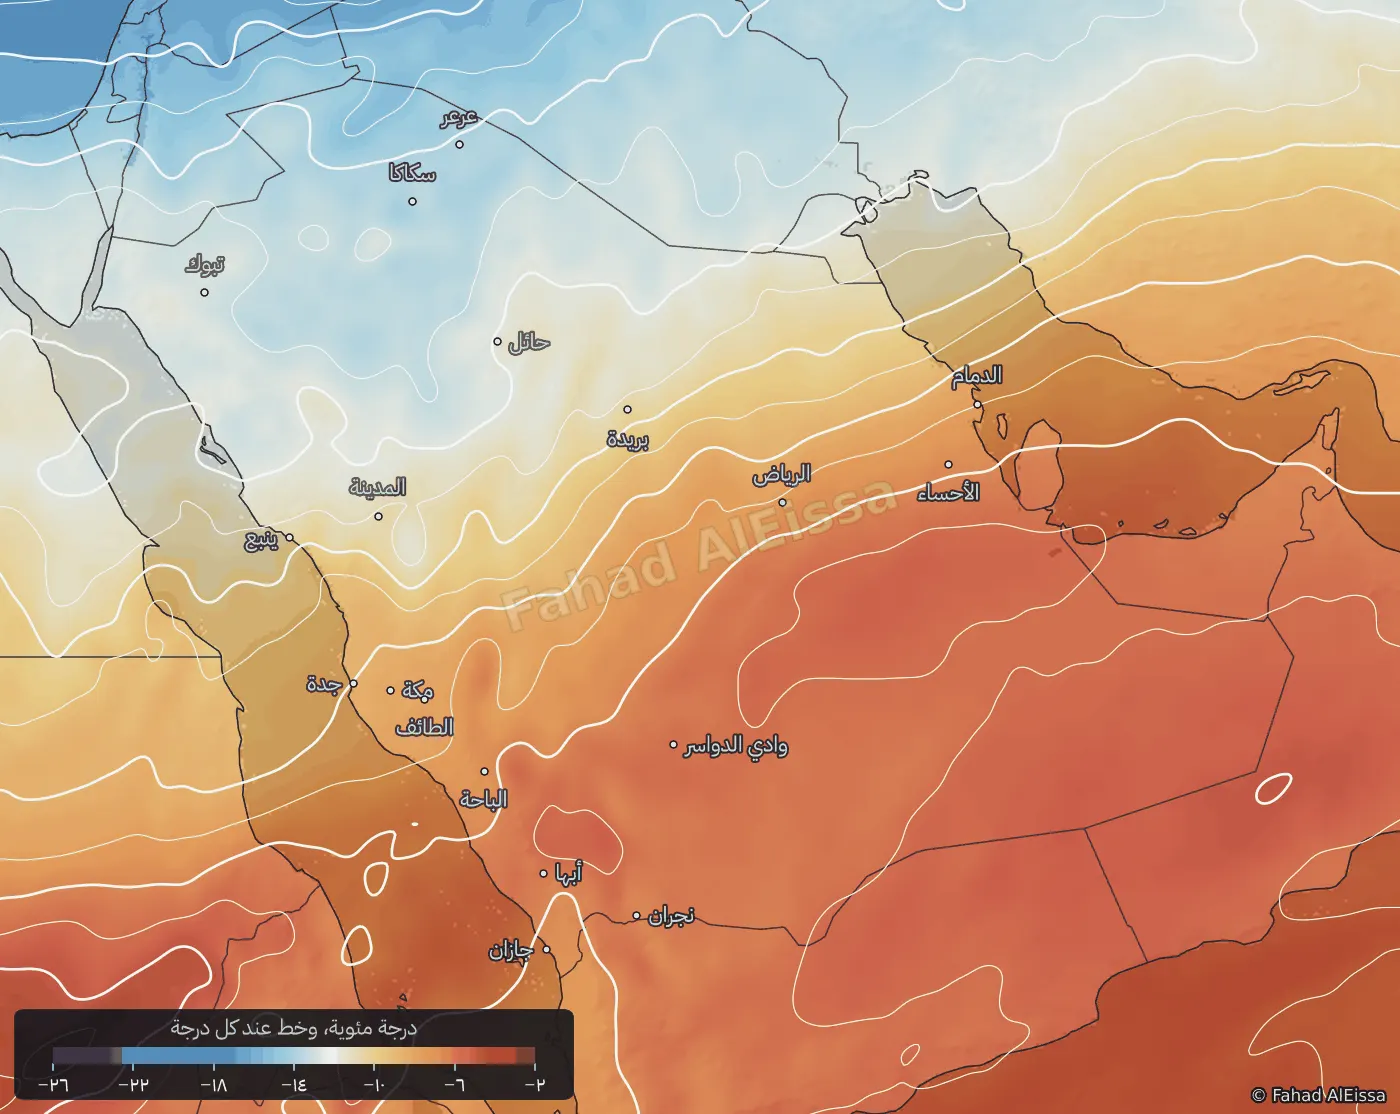 عرعر
سكاكا
تبوك
حائل
الدمام
بريدة
الرياض
الأحساء
المدينة
ينبع
Fahad AlEissa
جدة
مكة
الطائف
وادي الدواسر
الباحة
أبها
نجران
جازان
درجة مئوية، وخط عند كل درجة
−٢٦ −٢٢ −١٨ −١٤ −١٠ −٦ −٢
© Fahad AlEissa